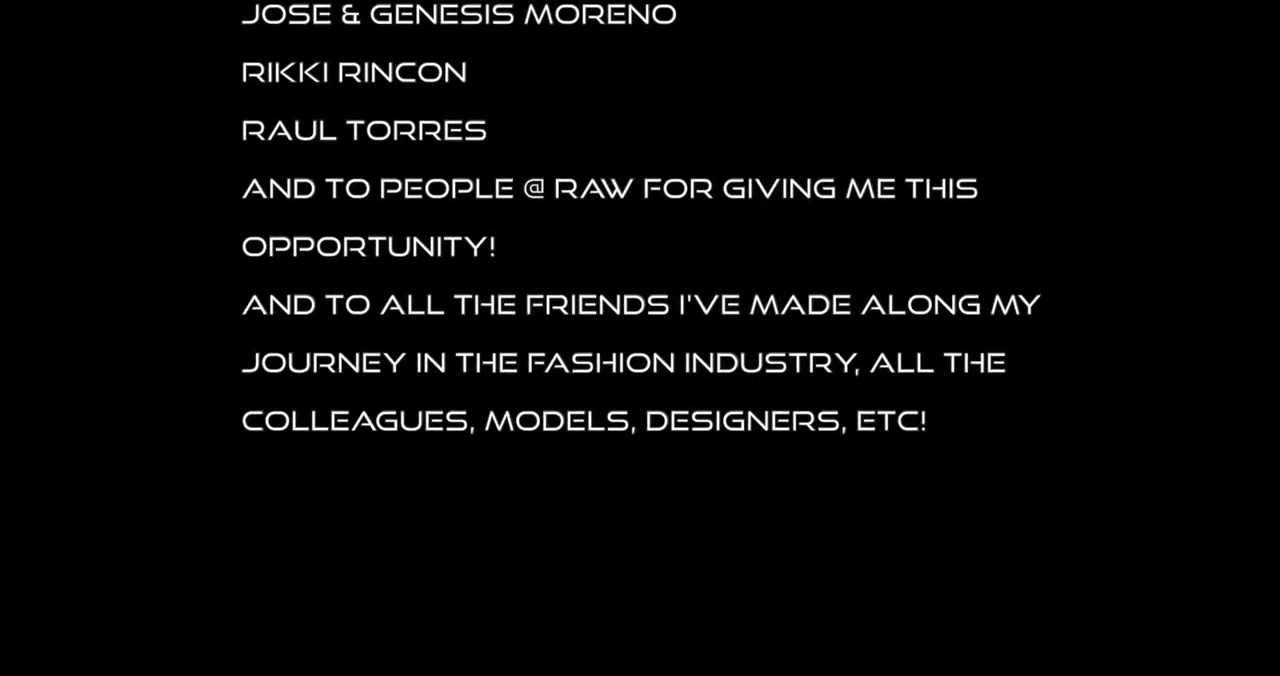 JOSE & GENESIS MORENO
RIKKI RINCON
RAUL TORRES
AND TO PEOPLE @ RAW FOR GIVING ME THIS
OPPORTUNITY!
AND TO ALL THE FRIENDS I'VE MADE ALONG MY
JOURNEY IN THE FASHION INDUSTRY, ALL THE
COLLEAGUES, MODELS, DESIGNERS, ETC!